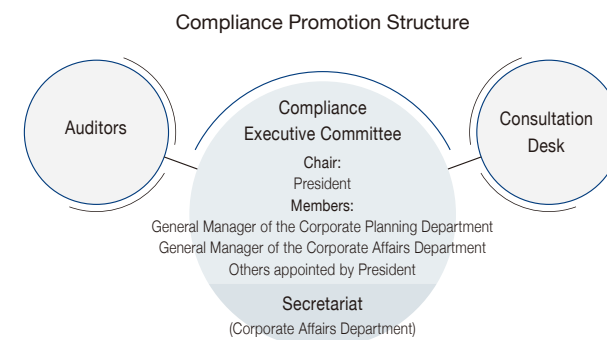 Compliance Promotion Structure
Auditors
Compliance
Executive Committee
Chair:
President
Members:
General Manager of the Corporate Planning Department
General Manager of the Corporate Affairs Department
Others appointed by President
Secretariat
(Corporate Affairs Department)
Consultation
Desk